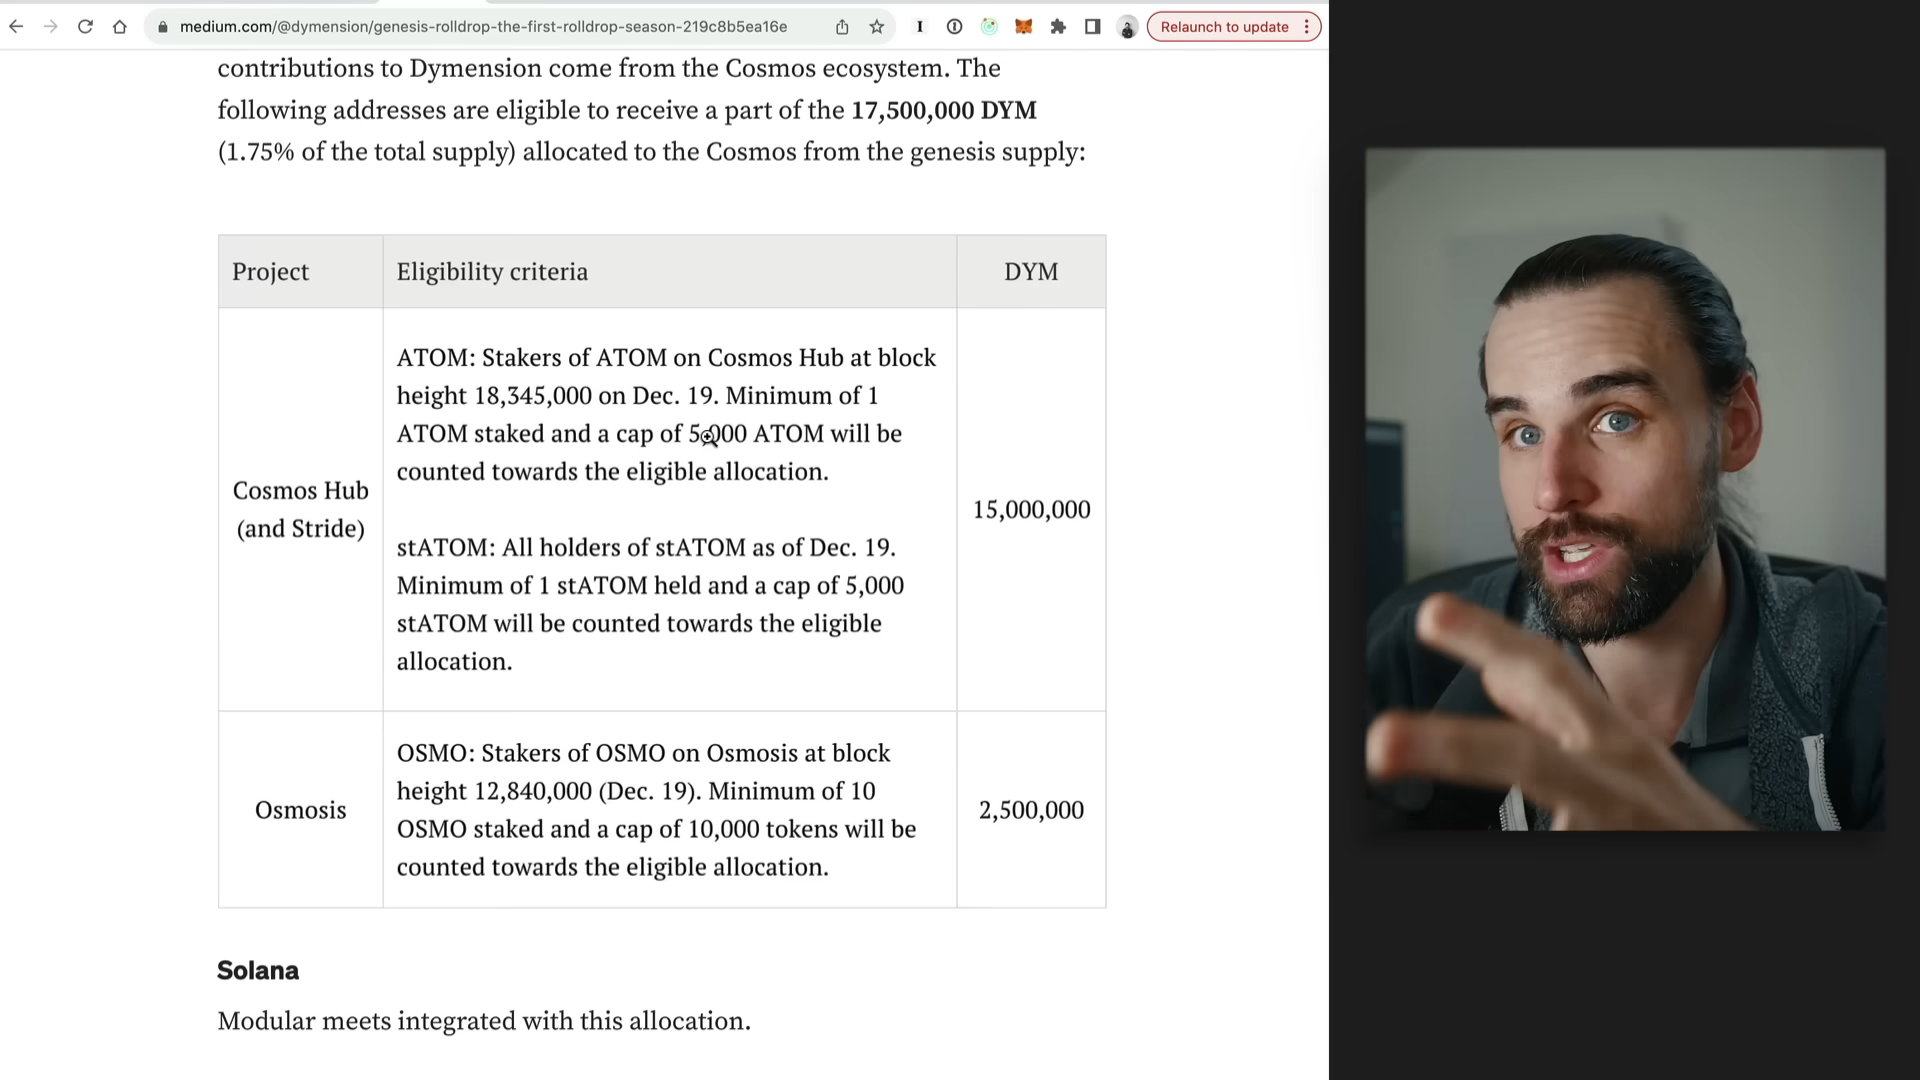 medium.com/@dymension/genesis-rolldrop-the-first-rolldrop-season-219c8b5ea16e
Relaunch to update
contributions to Dymension come from the Cosmos ecosystem. The
following addresses are eligible to receive a part of the 17,500,000 DYM
(1.75% of the total supply) allocated to the Cosmos from the genesis supply:
Project
Eligibility criteria
DYM
Cosmos Hub
(and Stride)
ATOM: Stakers of ATOM on Cosmos Hub at block
height 18,345,000 on Dec. 19. Minimum of 1
ATOM staked and a cap of 5,000 ATOM will be
counted towards the eligible allocation.
stATOM: All holders of stATOM as of Dec. 19.
Minimum of 1 stATOM held and a cap of 5,000
stATOM will be counted towards the eligible
allocation.
15,000,000
Osmosis
OSMO: Stakers of OSMO on Osmosis at block
height 12,840,000 (Dec. 19). Minimum of 10
OSMO staked and a cap of 10,000 tokens will be
counted towards the eligible allocation.
2,500,000
Solana
Modular meets integrated with this allocation.